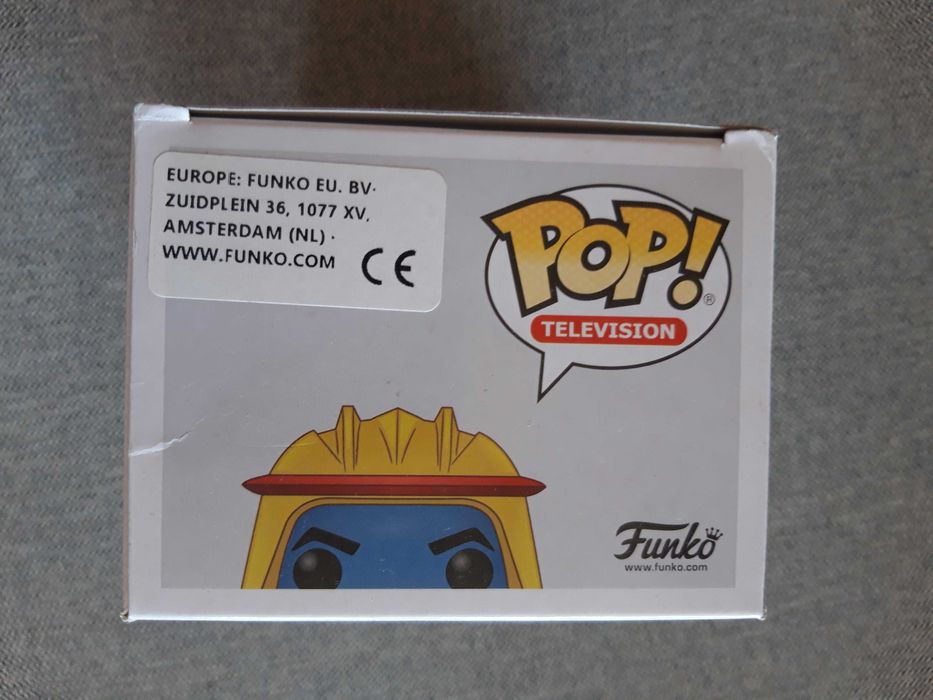 EUROPE: FUNKO EU. BV·
ZUIDPLEIN 36, 1077 XV,
AMSTERDAM (NL) ·
WWW.FUNKO.COM CE
POP!®
TELEVISION
Funko
www.funko.com